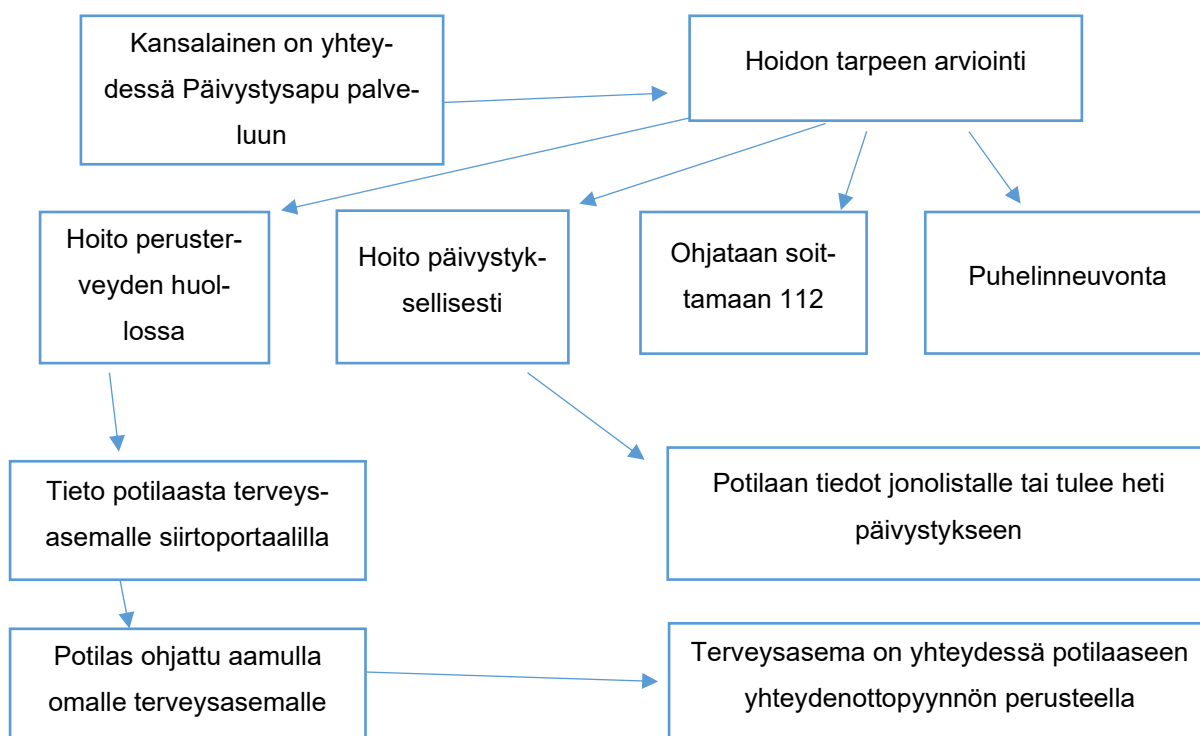 Kansalainen on yhtey-
dessä Päivystysapu palve-
luun
Hoidon tarpeen arviointi
Hoito peruster-
veyden huol-
lossa
Hoito päivystyk-
sellisesti
Ohjataan soit-
tamaan 112
Puhelinneuvonta
Tieto potilaasta terveys-
asemalle siirtoportaalilla
Potilaan tiedot jonolistalle tai tulee heti
päivystykseen
Potilas ohjattu aamulla
omalle terveysasemalle
Terveysasema on yhteydessä potilaaseen
yhteydenottopyynnön perusteella